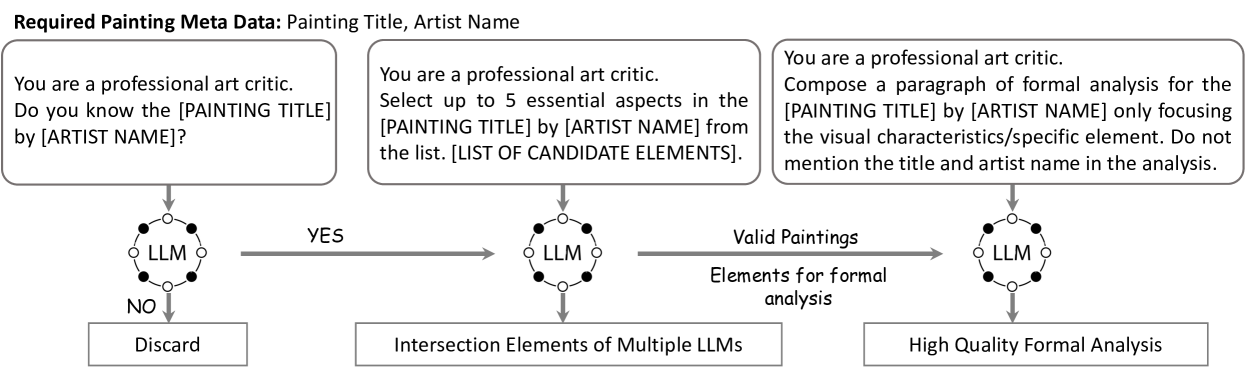 Required Painting Meta Data: Painting Title, Artist Name
You are a professional art critic.
Do you know the [PAINTING TITLE]
by [ARTIST NAME]?
You are a professional art critic.
Select up to 5 essential aspects in the
[PAINTING TITLE] by [ARTIST NAME] from
the list. [LIST OF CANDIDATE ELEMENTS].
You are a professional art critic.
Compose a paragraph of formal analysis for the
[PAINTING TITLE] by [ARTIST NAME] only focusing
the visual characteristics/specific element. Do not
mention the title and artist name in the analysis.
LLM
YES
LLM
Valid Paintings
Elements for formal
analysis
LLM
NO
Discard
Intersection Elements of Multiple LLMs
High Quality Formal Analysis